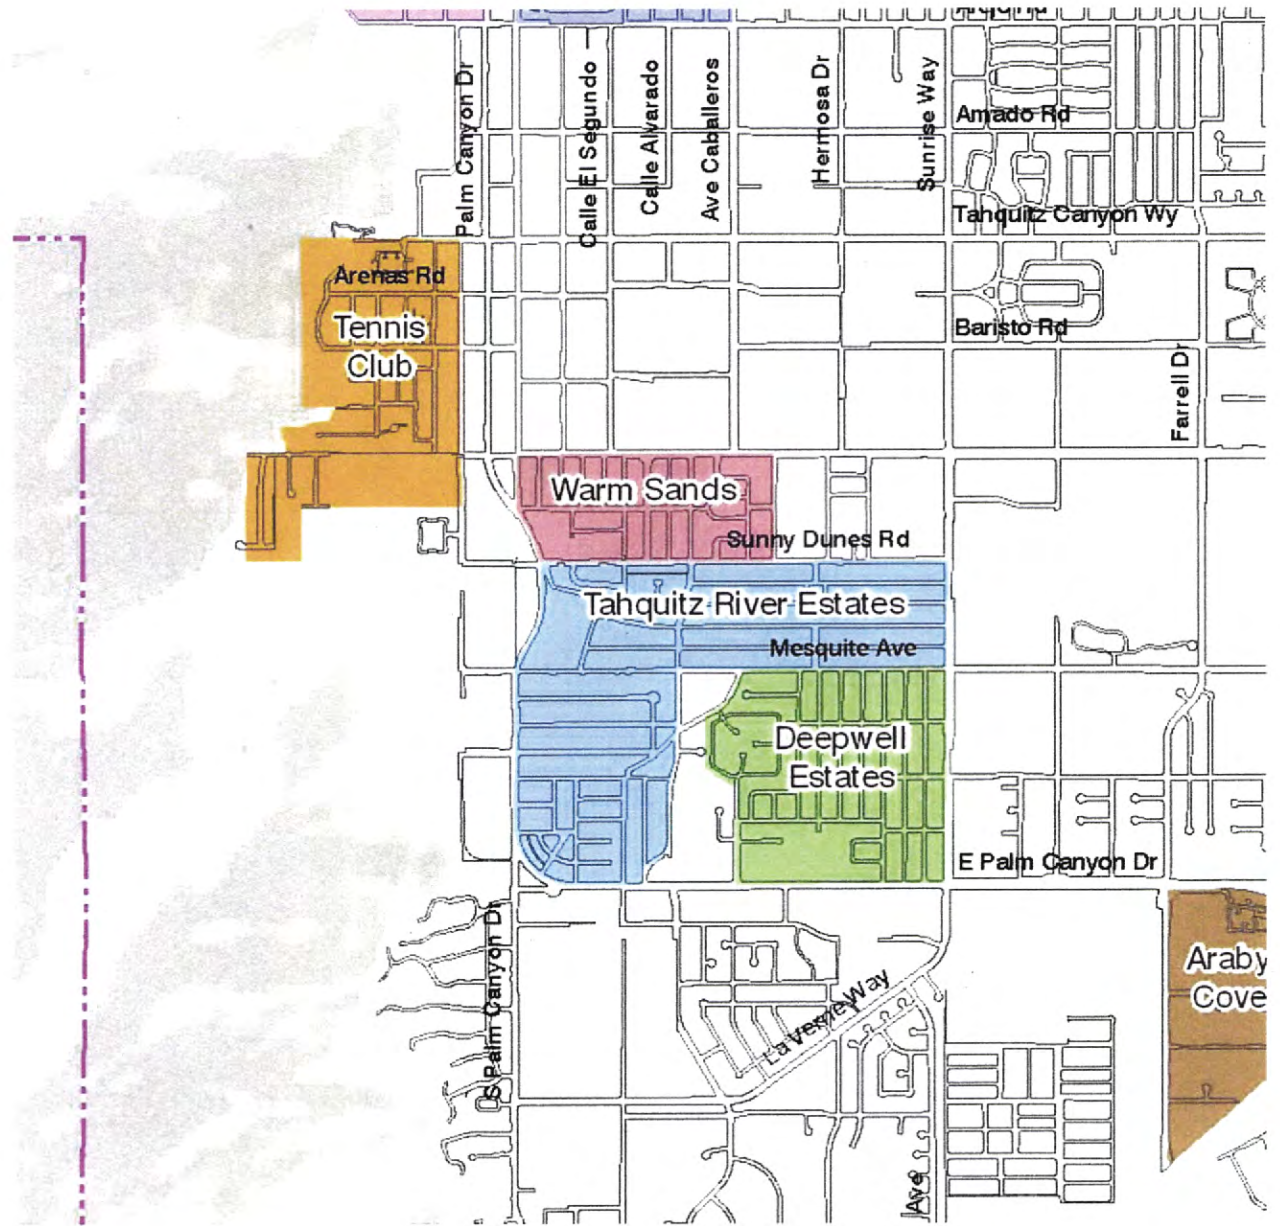 Palm Canyon Dr
Calle El Segundo
Calle Alvarado
Ave Caballeros
Hermosa Dr
Sunrise Way
Amado Rd
Tahquitz Canyon Wy
Arenas Rd
Tennis
Club
Baristo Rd
Farrell Dr
Warm Sands
Sunny Dunes Rd
Tahquitz River Estates
Mesquite Ave
Deepwell
Estates
E Palm Canyon Dr
S Palm Canyon Dr
Araby
Cove
La Verne Way
Ave